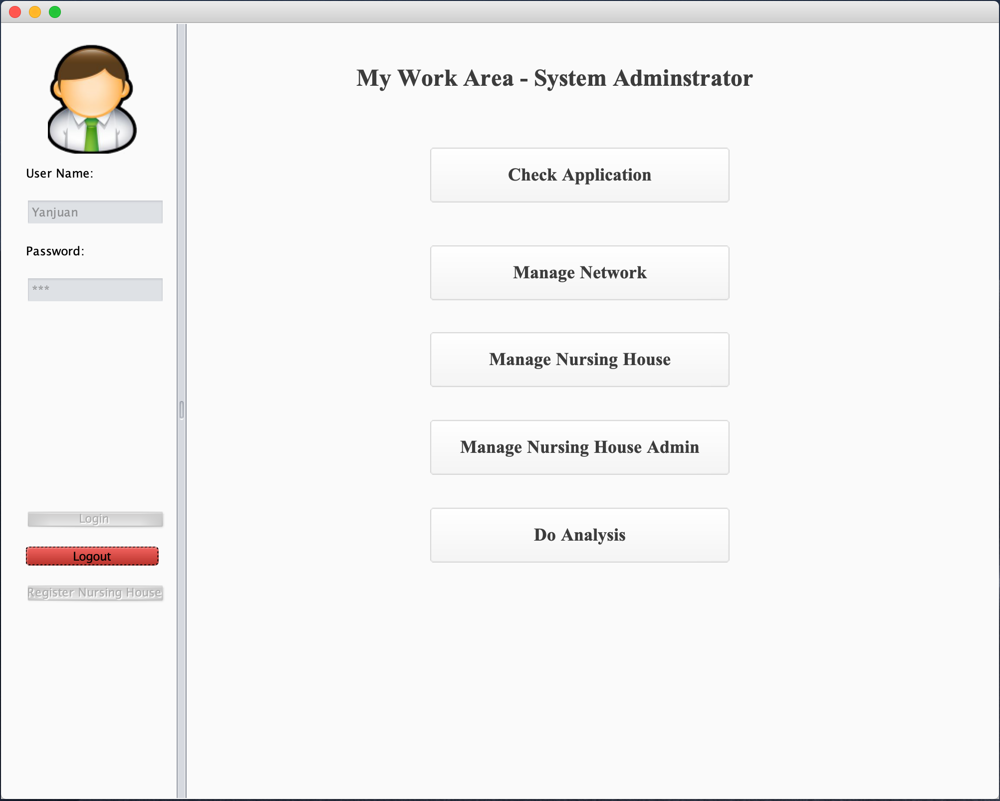 My Work Area - System Adminstrator
User Name:
Yanjuan
Password:
***
Login
Logout
Register Nursing House
Check Application
Manage Network
Manage Nursing House
Manage Nursing House Admin
Do Analysis